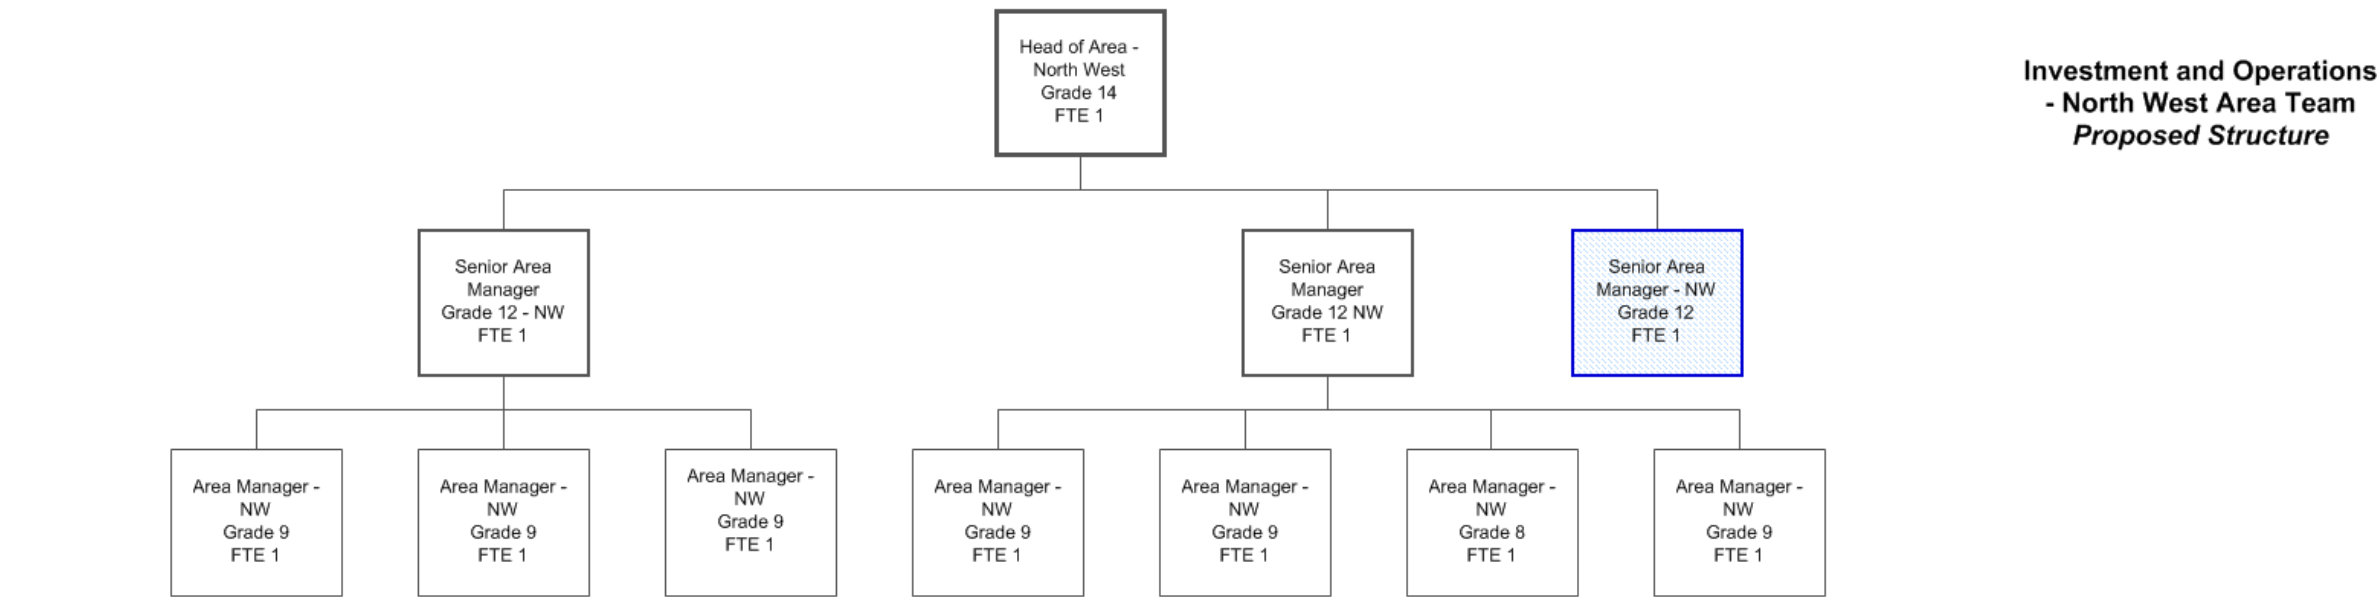 Head of Area -
North West
Grade 14
FTE 1
Investment and Operations
- North West Area Team
Proposed Structure
Senior Area
Manager
Grade 12 - NW
FTE 1
Senior Area
Manager
Grade 12 NW
FTE 1
Senior Area
Manager - NW
Grade 12
FTE 1
Area Manager -
NW
Grade 9
FTE 1
Area Manager -
NW
Grade 9
FTE 1
Area Manager -
NW
Grade 9
FTE 1
Area Manager -
NW
Grade 9
FTE 1
Area Manager -
NW
Grade 9
FTE 1
Area Manager -
NW
Grade 8
FTE 1
Area Manager -
NW
Grade 9
FTE 1